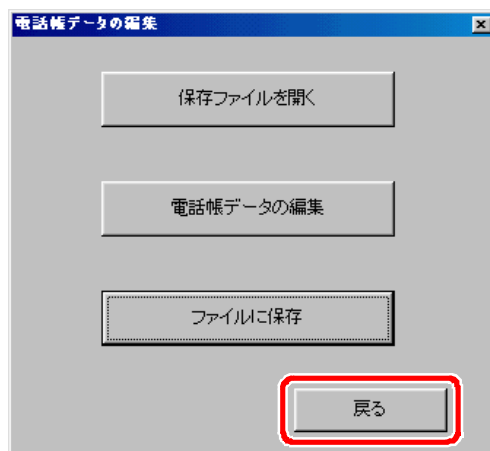 電話帳データの編集
保存ファイルを開く
電話帳データの編集
ファイルに保存
戻る